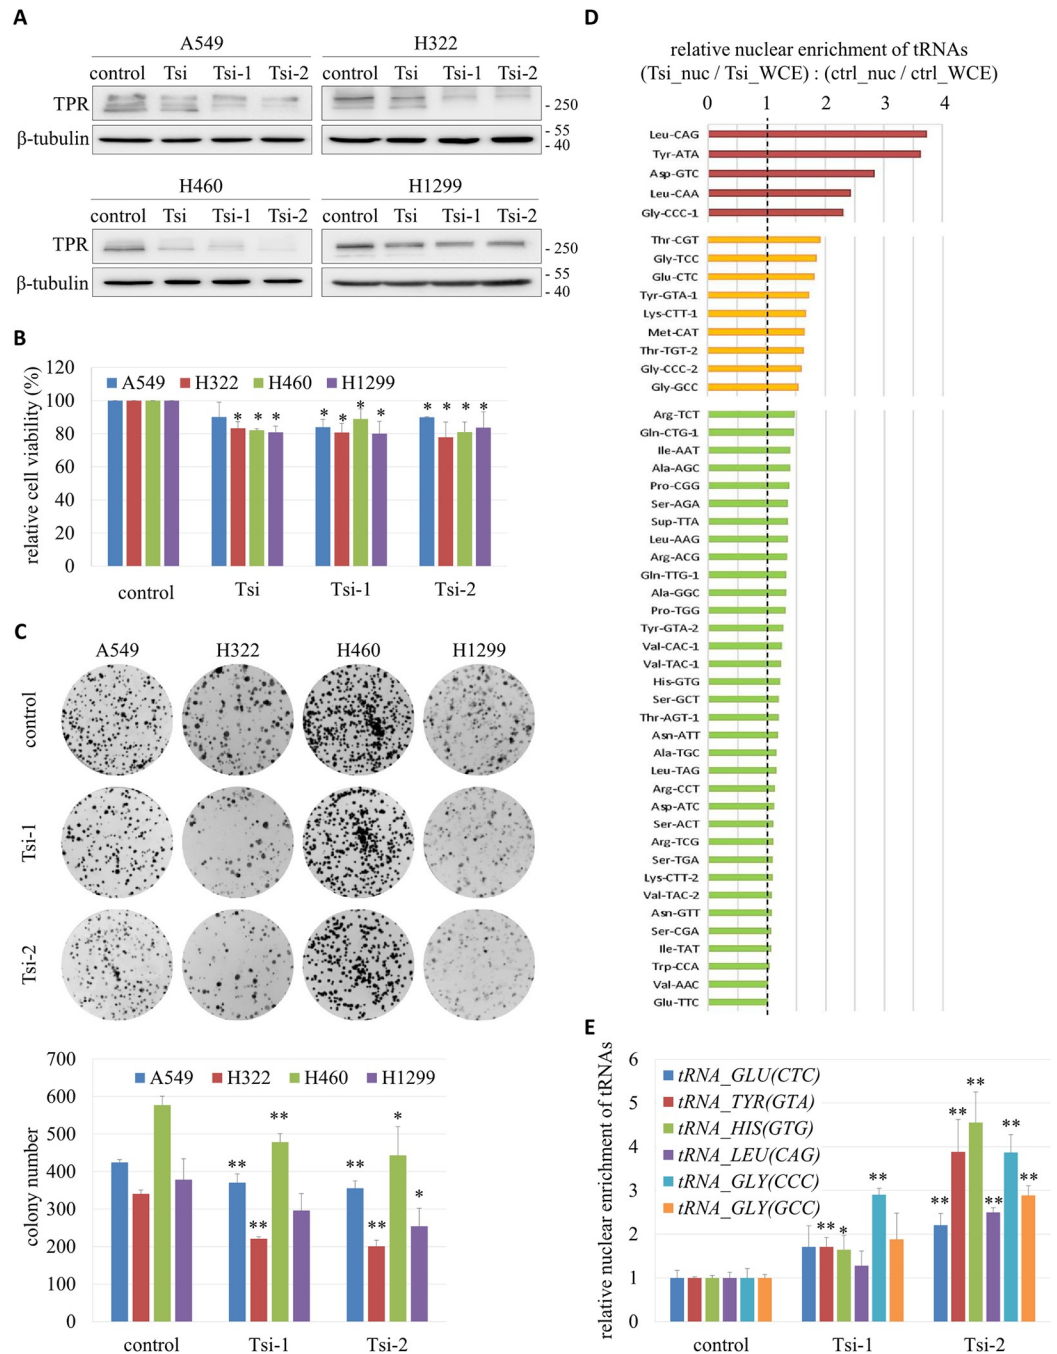 A
A549
H322
control Tsi Tsi-1 Tsi-2
control Tsi Tsi-1 Tsi-2
TPR
- 250
β-tubulin
- 55
- 40
H460
H1299
control Tsi Tsi-1 Tsi-2
control Tsi Tsi-1 Tsi-2
TPR
- 250
β-tubulin
- 55
- 40
B
relative cell viability (%)
120
100
80
60
40
20
0
A549 H322 H460 H1299
* * *
* * * *
* * * *
control Tsi Tsi-1 Tsi-2
C
A549 H322 H460 H1299
control
Tsi-1
Tsi-2
colony number
700
600
500
400
300
200
100
0
A549 H322 H460 H1299
** ** **
** ** * *
control Tsi-1 Tsi-2
D
relative nuclear enrichment of tRNAs
(Tsi_nuc / Tsi_WCE) : (ctrl_nuc / ctrl_WCE)
0 1 2 3 4
Leu-CAG
Tyr-ATA
Asp-GTC
Leu-CAA
Gly-CCC-1
Thr-CGT
Gly-TCC
Glu-CTC
Tyr-GTA-1
Lys-CTT-1
Met-CAT
Thr-TGT-2
Gly-CCC-2
Gly-GCC
Arg-TCT
Gln-CTG-1
Ile-AAT
Ala-AGC
Pro-CGG
Ser-AGA
Sup-TTA
Leu-AAG
Arg-ACG
Gln-TTG-1
Ala-GGC
Pro-TGG
Tyr-GTA-2
Val-CAC-1
Val-TAC-1
His-GTG
Ser-GCT
Thr-AGT-1
Asn-ATT
Ala-TGC
Leu-TAG
Arg-CCT
Asp-ATC
Ser-ACT
Arg-TCG
Ser-TGA
Lys-CTT-2
Val-TAC-2
Asn-GTT
Ser-CGA
Ile-TAT
Trp-CCA
Val-AAC
Glu-TTC
E
relative nuclear enrichment of tRNAs
6
5
4
3
2
1
0
tRNA_GLU(CTC)
tRNA_TYR(GTA)
tRNA_HIS(GTG)
tRNA_LEU(CAG)
tRNA_GLY(CCC)
tRNA_GLY(GCC)
** * **
** ** ** ** ** **
control Tsi-1 Tsi-2